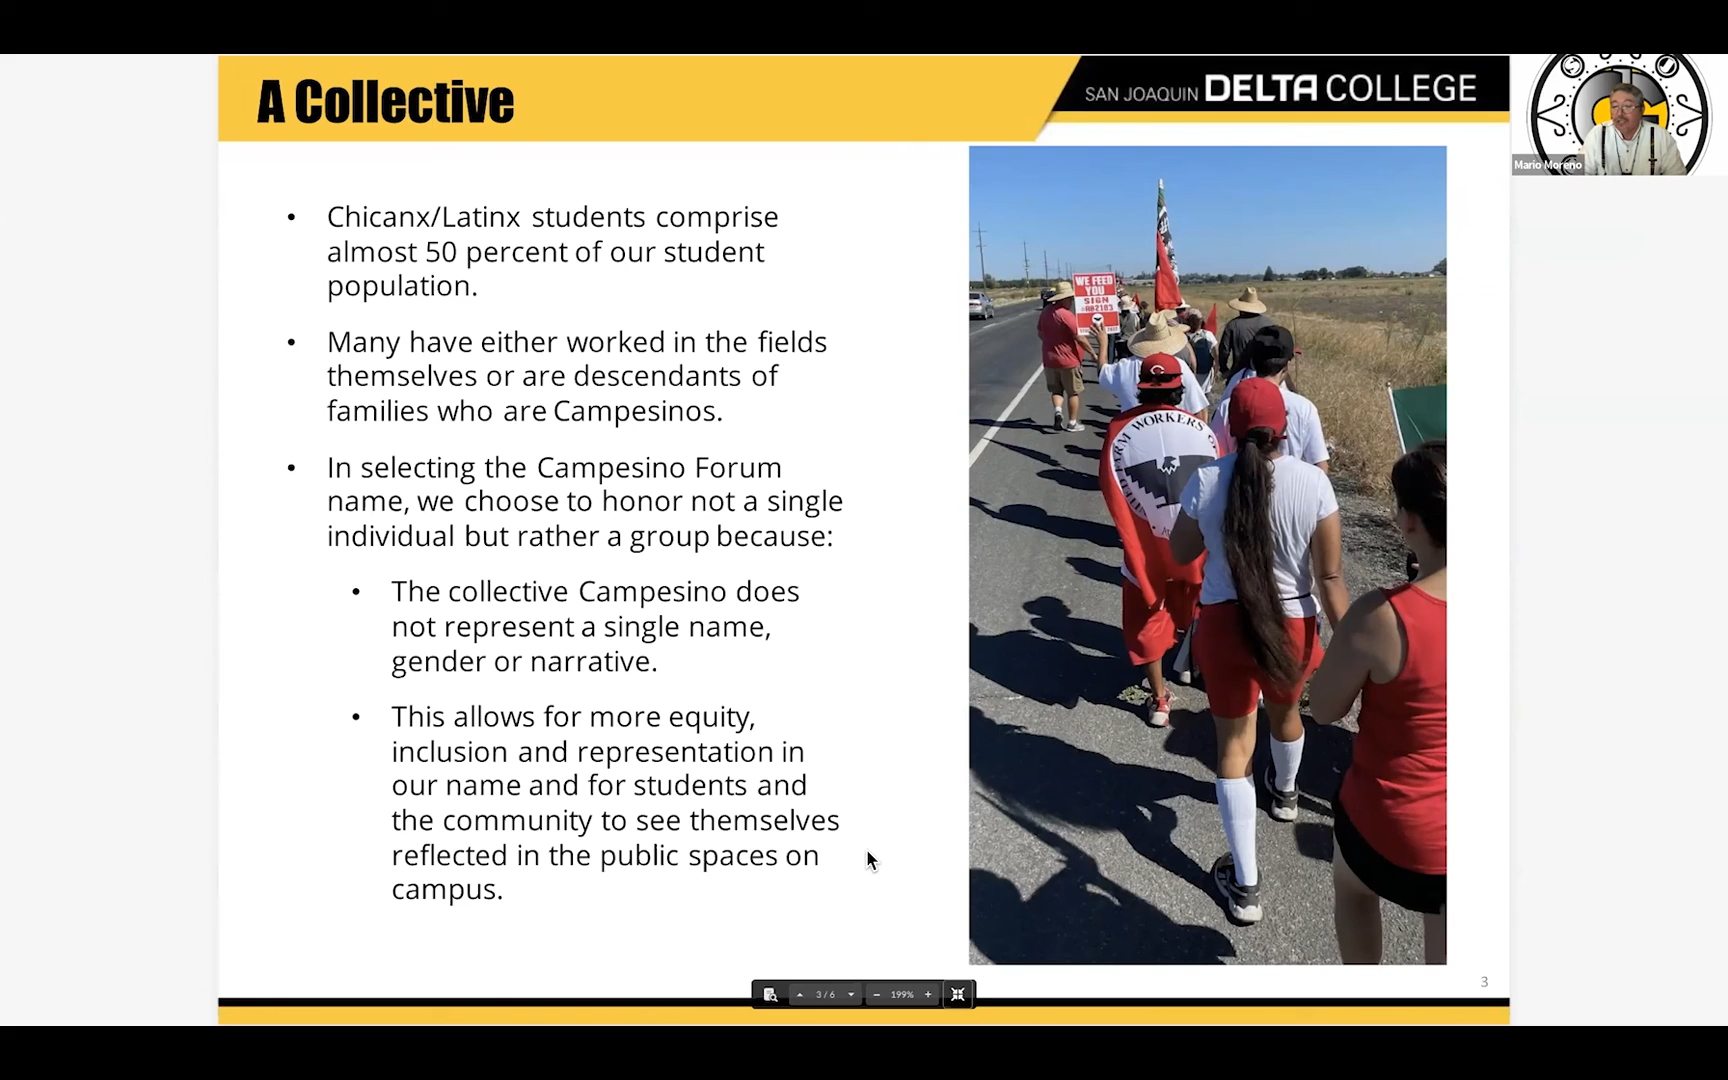 A Collective
SAN JOAQUIN DELTA COLLEGE
Mario Moreno
• Chicanx/Latinx students comprise
almost 50 percent of our student
population.
• Many have either worked in the fields
themselves or are descendants of
families who are Campesinos.
• In selecting the Campesino Forum
name, we choose to honor not a single
individual but rather a group because:
• The collective Campesino does
not represent a single name,
gender or narrative.
• This allows for more equity,
inclusion and representation in
our name and for students and
the community to see themselves
reflected in the public spaces on
campus.
WE FEED
YOU
SIGN
FARM WORKERS
3
3 / 6
199%